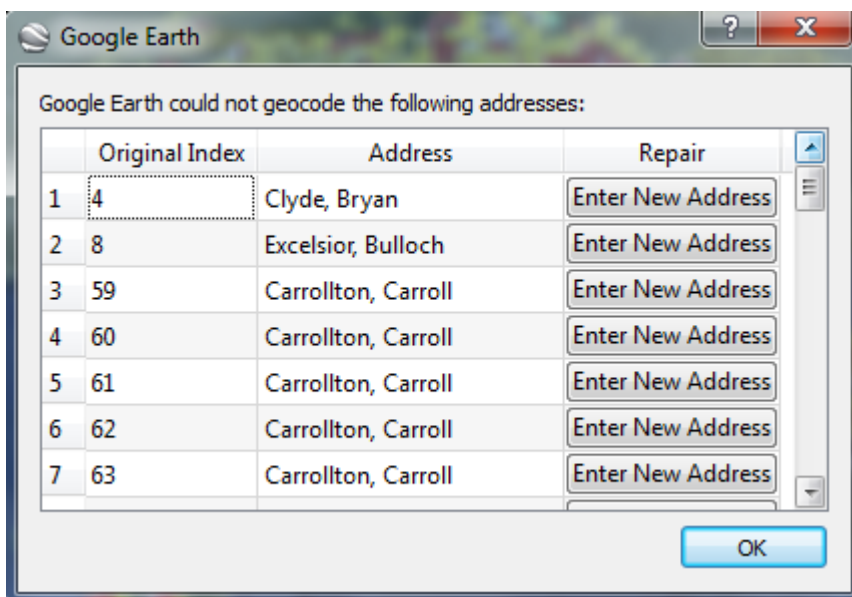 Google Earth
Google Earth could not geocode the following addresses:
Original Index Address Repair
1 4 Clyde, Bryan Enter New Address
2 8 Excelsior, Bulloch Enter New Address
3 59 Carrollton, Carroll Enter New Address
4 60 Carrollton, Carroll Enter New Address
5 61 Carrollton, Carroll Enter New Address
6 62 Carrollton, Carroll Enter New Address
7 63 Carrollton, Carroll Enter New Address
OK